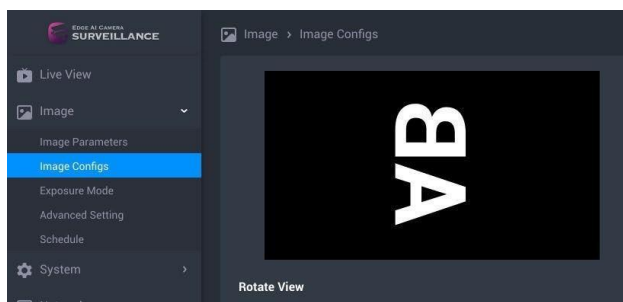 EDGE AI CAMERA
SURVEILLANCE
Image › Image Configs
Live View
Image
Image Parameters
Image Configs
Exposure Mode
Advanced Setting
Schedule
System
AB
Rotate View